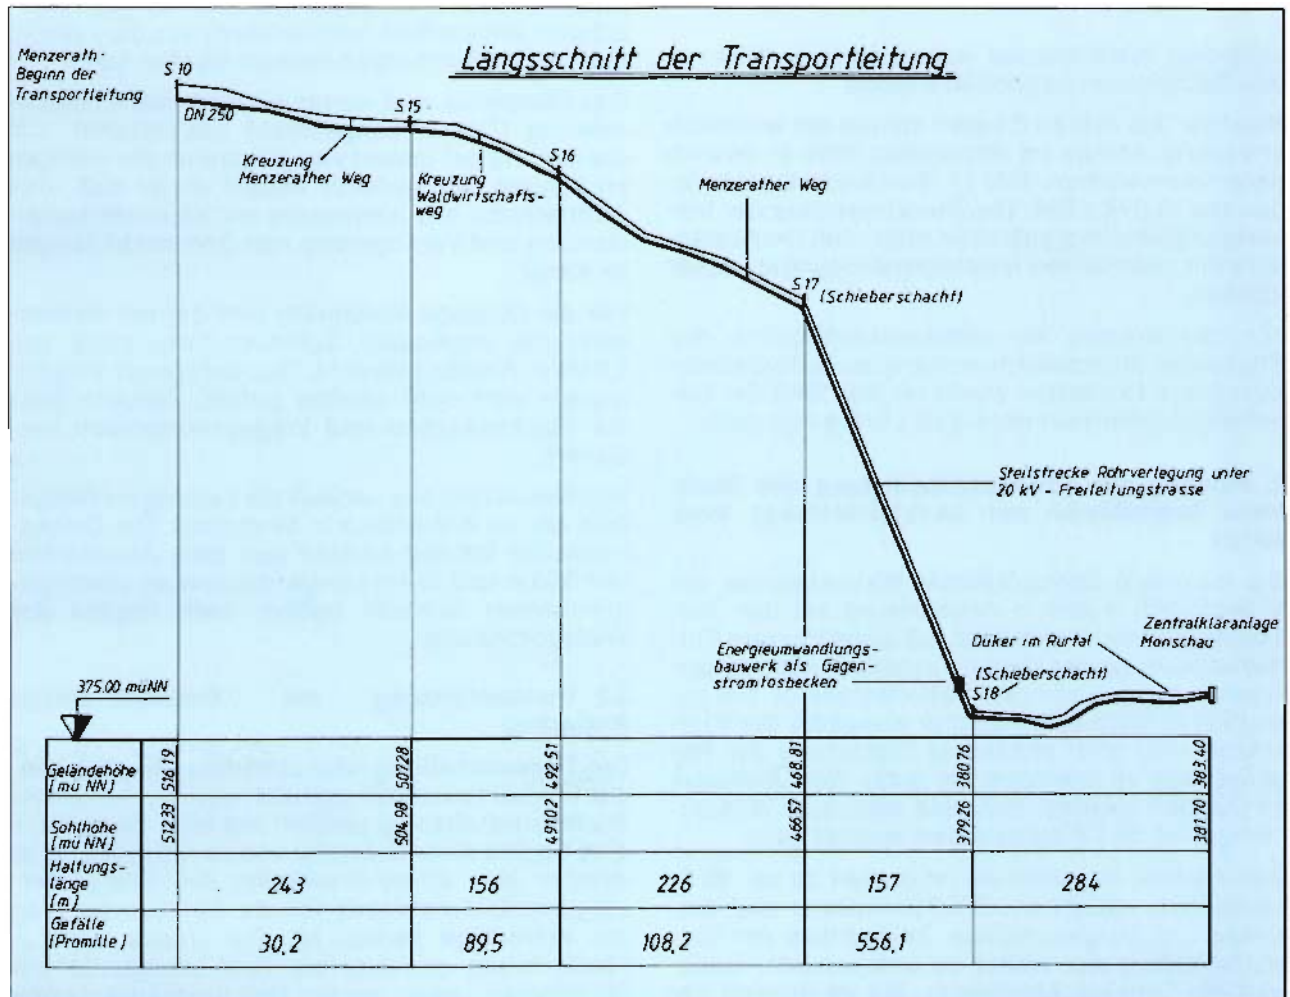 Längsschnitt der Transportleitung
Menzerath-
Beginn der
Transportleitung
S 10
DN 250
S 15
Kreuzung
Menzerather Weg
Kreuzung
Waldwirtschafts-
weg
S 16
Menzerather Weg
S 17
(Schieberschacht)
Steilstrecke Rohrverlegung unter
20 kV - Freileitungstrasse
Energieumwandlungs-
bauwerk als Gagen-
stromtosbecken
Düker im Rurtal
(Schieberschacht)
S18
Zentralkläranlage
Monschau
375.00 müNN
Geländehöhe
[mü NN]
516.19
507.28
492.51
468.81
380.76
383.40
Sohlhöhe
[mü NN]
512.33
504.98
491.02
466.57
379.26
381.70
Haltungs-
länge
[m]
243
156
226
157
284
Gefälle
(Promille)
30,2
89,5
108,2
556,1